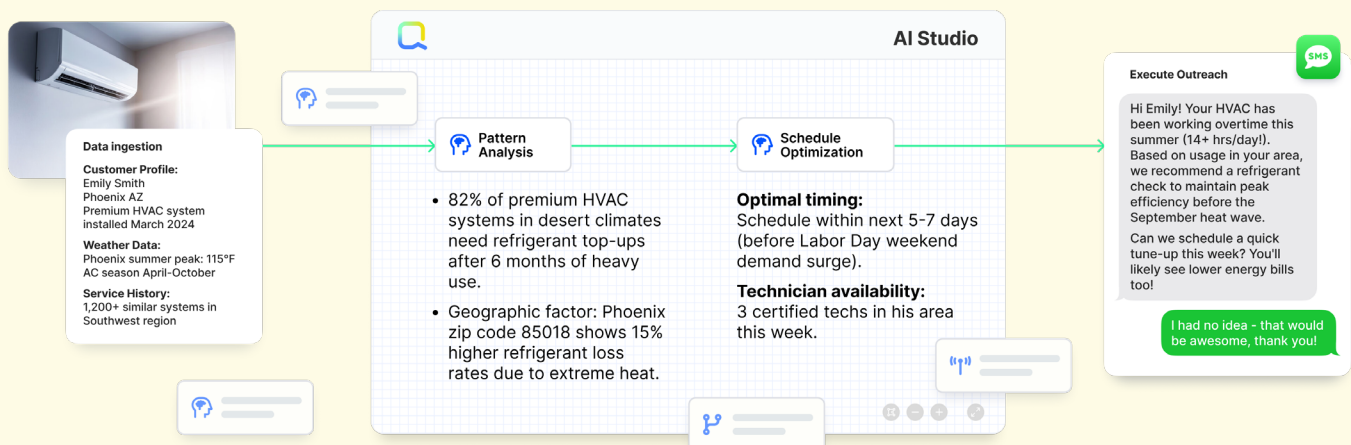 AI Studio
Data ingestion
Customer Profile:
Emily Smith
Phoenix AZ
Premium HVAC system
installed March 2024
Weather Data:
Phoenix summer peak: 115°F
AC season April-October
Service History:
1,200+ similar systems in
Southwest region
Pattern
Analysis
• 82% of premium HVAC
systems in desert climates
need refrigerant top-ups
after 6 months of heavy
use.
• Geographic factor: Phoenix
zip code 85018 shows 15%
higher refrigerant loss
rates due to extreme heat.
Schedule
Optimization
Optimal timing:
Schedule within next 5-7 days
(before Labor Day weekend
demand surge).
Technician availability:
3 certified techs in his area
this week.
SMS
Execute Outreach
Hi Emily! Your HVAC has
been working overtime this
summer (14+ hrs/day!).
Based on usage in your area,
we recommend a refrigerant
check to maintain peak
efficiency before the
September heat wave.
Can we schedule a quick
tune-up this week? You'll
likely see lower energy bills
too!
I had no idea - that would
be awesome, thank you!